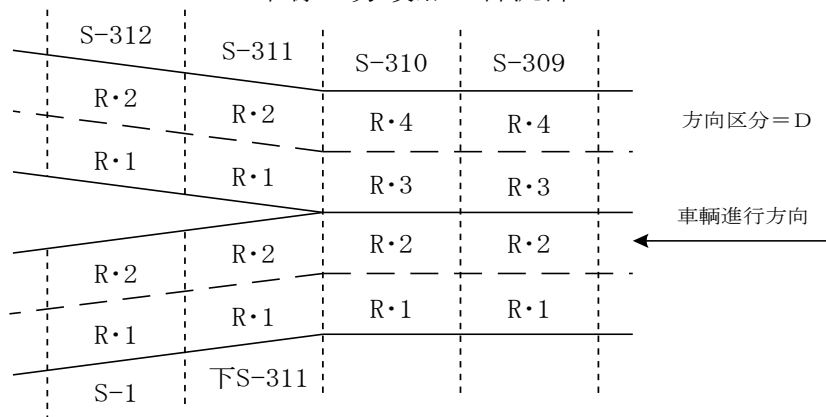 S-312 S-311 S-310 S-309
R・2 R・2 R・4 R・4
方向区分＝D
R・1 R・1 R・3 R・3
車輌進行方向
R・2 R・2 R・2 R・2
R・1 R・1 R・1 R・1
S-1 下S-311